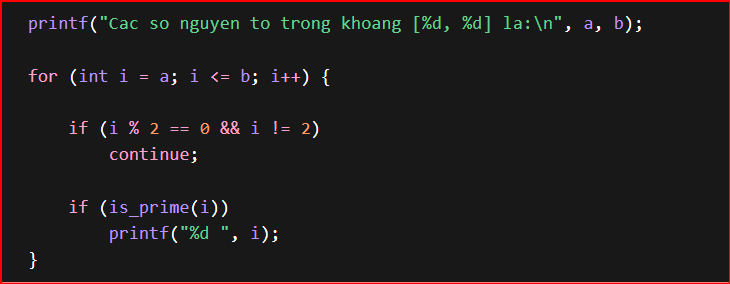 printf("Cac so nguyen to trong khoang [%d, %d] la:\n", a, b);
for (int i = a; i <= b; i++) {
if (i % 2 == 0 && i != 2)
continue;
if (is_prime(i))
printf("%d ", i);
}